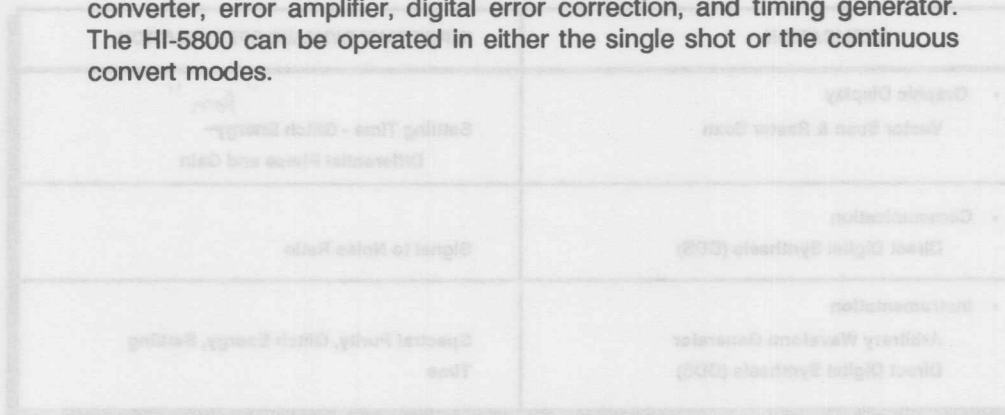 converter, error amplifier, digital error correction, and timing generator.
The HI-5800 can be operated in either the single shot or the continuous
convert modes.
Graphic Display
Vector Scan & Raster Scan
Settling Time - Glitch Energy
Differential Phase and Gain
Communication
Direct Digital Synthesis (DDS)
Signal to Noise Ratio
Instrumentation
Arbitrary Waveform Generator
Direct Digital Synthesis (DDS)
Spectral Purity, Glitch Energy, Settling
Time